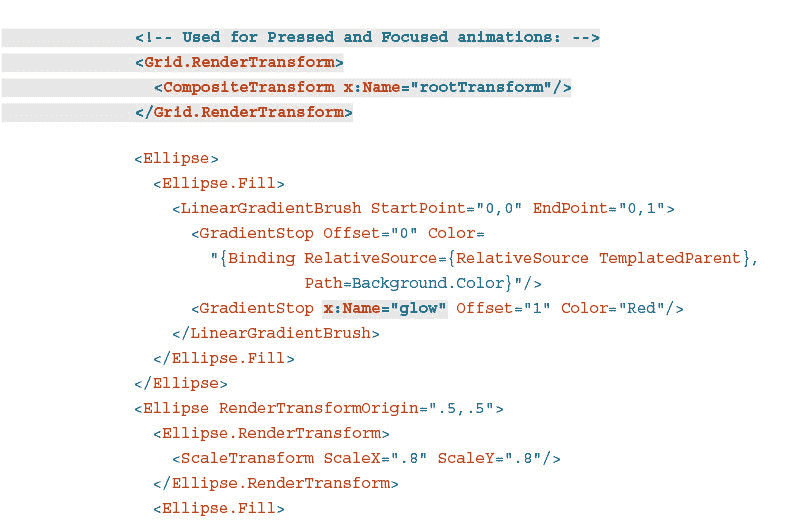 <!-- Used for Pressed and Focused animations: -->
<Grid.RenderTransform>
<CompositeTransform x:Name="rootTransform"/>
</Grid.RenderTransform>
<Ellipse>
<Ellipse.Fill>
<LinearGradientBrush StartPoint="0,0" EndPoint="0,1">
<GradientStop Offset="0" Color=
"{Binding RelativeSource={RelativeSource TemplatedParent},
Path=Background.Color}"/>
<GradientStop x:Name="glow" Offset="1" Color="Red"/>
</LinearGradientBrush>
</Ellipse.Fill>
</Ellipse>
<Ellipse RenderTransformOrigin=".5,.5">
<Ellipse.RenderTransform>
<ScaleTransform ScaleX=".8" ScaleY=".8"/>
</Ellipse.RenderTransform>
<Ellipse.Fill>